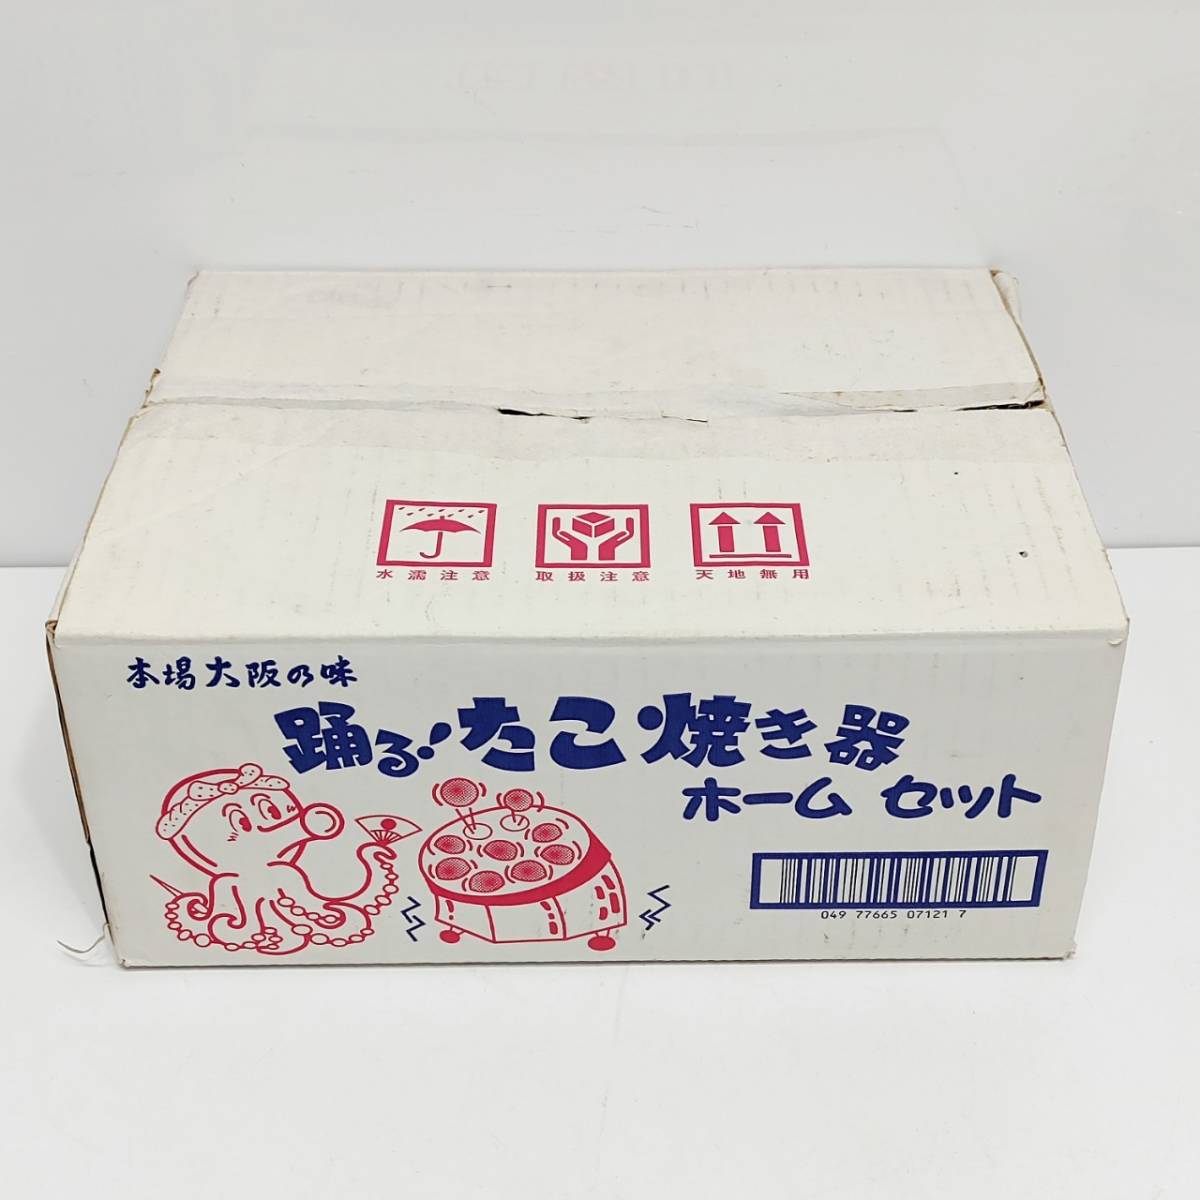 水濡注意 取扱注意 天地無用
本場大阪の味
踊る!たこ焼き器
ホームセット
049 77665 07121 7